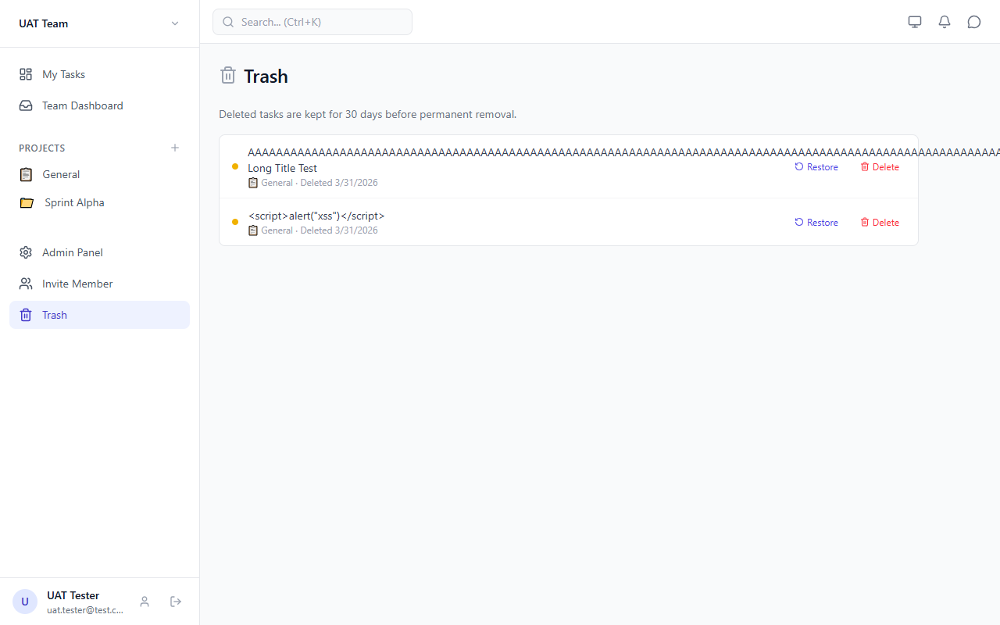 UAT Team
Search... (Ctrl+K)
My Tasks
Team Dashboard
PROJECTS
General
Sprint Alpha
Admin Panel
Invite Member
Trash
UAT Tester
U
uat.tester@test.c...
Trash
Deleted tasks are kept for 30 days before permanent removal.
Long Title Test
General · Deleted 3/31/2026
Restore
Delete
<script>alert("xss")</script>
General · Deleted 3/31/2026
Restore
Delete